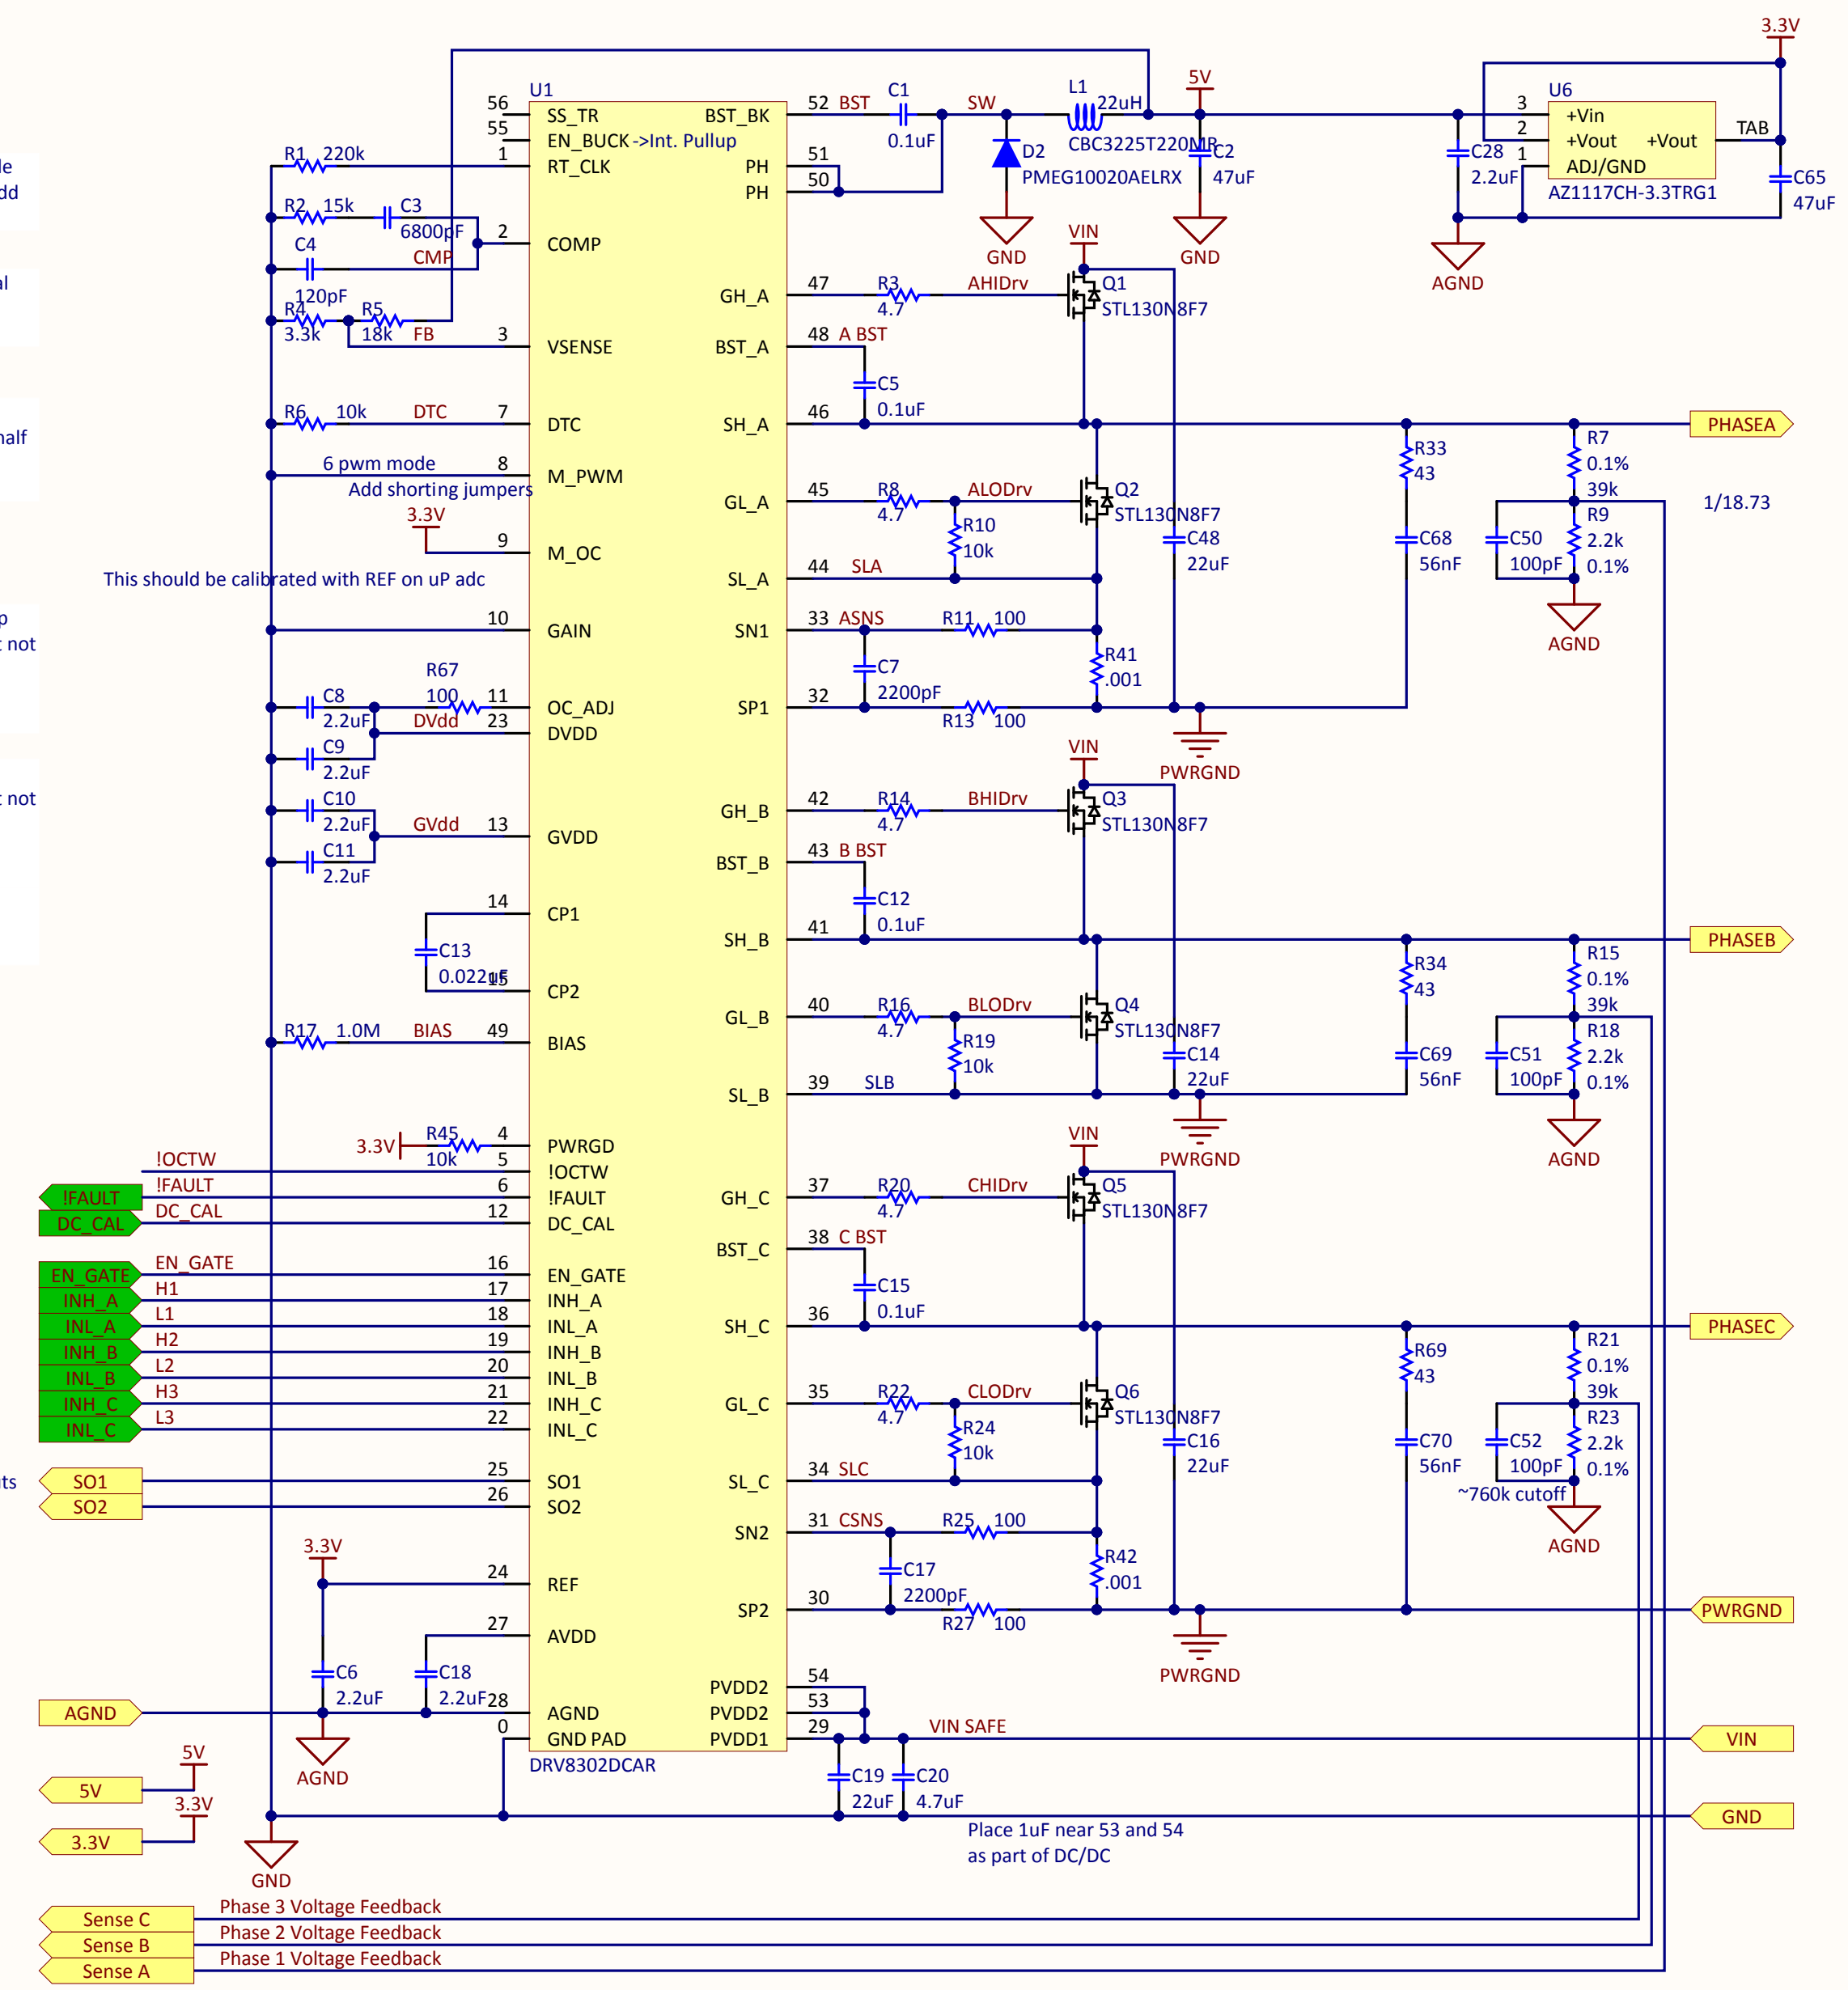 3.3V
U1
56 SS_TR
55 EN_BUCK ->Int. Pullup
R1 220k 1 RT_CLK
R2 15k C3 6800pF
2 COMP
C4 120pF CMP
R4 3.3k R5 18k FB 3 VSENSE
R6 10k DTC 7 DTC
6 pwm mode 8 M_PWM
Add shorting jumpers
3.3V
9 M_OC
This should be calibrated with REF on uP adc
10 GAIN
R67 100 11 OC_ADJ
C8 2.2uF DVdd 23 DVDD
C9 2.2uF
C10 2.2uF GVdd 13 GVDD
C11 2.2uF
14 CP1
C13 0.022uF
15 CP2
R17 1.0M BIAS 49 BIAS
3.3V R45 10k 4 PWRGD
!OCTW 5 !OCTW
!FAULT !FAULT 6 !FAULT
DC_CAL DC_CAL 12 DC_CAL
EN_GATE EN_GATE 16 EN_GATE
INH_A H1 17 INH_A
INL_A L1 18 INL_A
INH_B H2 19 INH_B
INL_B L2 20 INL_B
INH_C H3 21 INH_C
INL_C L3 22 INL_C
SO1 25 SO1
SO2 26 SO2
3.3V
24 REF
27 AVDD
C6 2.2uF C18 2.2uF
AGND 28 AGND
0 GND PAD
AGND
DRV8302DCAR
5V
5V
3.3V
3.3V
GND
BST_BK 52 BST C1 0.1uF SW L1 22uH 5V
CBC3225T220MR
PH 51
PH 50
D2 PMEG10020AELRX
C2 47uF
GND GND
C28 2.2uF
U6
3 +Vin
2 +Vout +Vout TAB
1 ADJ/GND
AZ1117CH-3.3TRG1
C65 47uF
AGND
VIN
GH_A 47 R3 4.7 AHIDrv Q1 STL130N8F7
BST_A 48 A BST
C5 0.1uF
SH_A 46 PHASEA
R33 43
R7 0.1% 39k
GL_A 45 R8 4.7 ALODrv Q2 STL130N8F7
1/18.73
R10 10k
C48 22uF
C68 56nF
C50 100pF
R9 2.2k 0.1%
SL_A 44 SLA
AGND
SN1 33 ASNS R11 100
C7 2200pF
R41 .001
SP1 32 R13 100
PWRGND
VIN
GH_B 42 R14 4.7 BHIDrv Q3 STL130N8F7
BST_B 43 B BST
C12 0.1uF
SH_B 41 PHASEB
R34 43
R15 0.1% 39k
GL_B 40 R16 4.7 BLODrv Q4 STL130N8F7
R19 10k
C14 22uF
C69 56nF
C51 100pF
R18 2.2k 0.1%
SL_B 39 SLB
PWRGND
AGND
VIN
GH_C 37 R20 4.7 CHIDrv Q5 STL130N8F7
BST_C 38 C BST
C15 0.1uF
SH_C 36 PHASEC
R69 43
R21 0.1% 39k
GL_C 35 R22 4.7 CLODrv Q6 STL130N8F7
R24 10k
C16 22uF
C70 56nF
C52 100pF
R23 2.2k 0.1%
~760k cutoff
AGND
SL_C 34 SLC
SN2 31 CSNS R25 100
C17 2200pF
R42 .001
SP2 30 R27 100 PWRGND
PWRGND
PVDD2 54
PVDD2 53
PVDD1 29 VIN SAFE VIN
C19 22uF C20 4.7uF
GND
Place 1uF near 53 and 54
as part of DC/DC
Sense C Phase 3 Voltage Feedback
Sense B Phase 2 Voltage Feedback
Sense A Phase 1 Voltage Feedback
dd
al
half
p
not
not